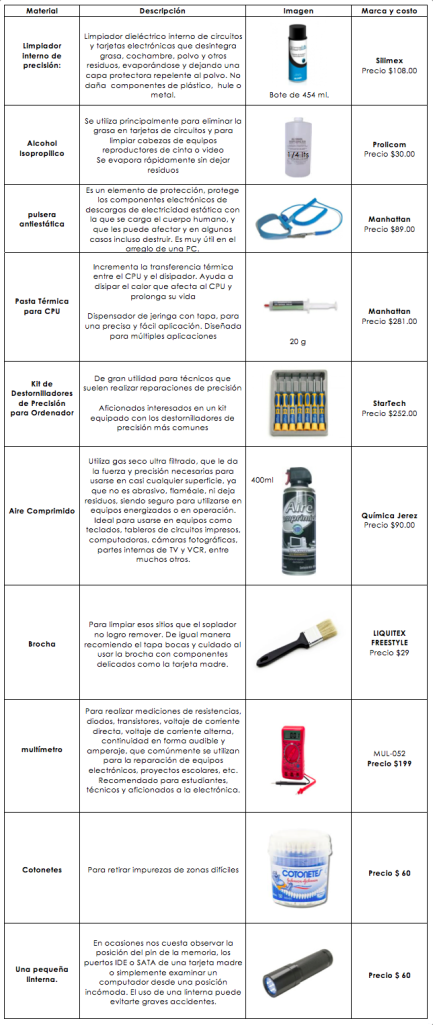 Material Descripción Imagen Marca y costo
Limpiador interno de precisión:
Limpiador dieléctrico interno de circuitos
y tarjetas electrónicas que desintegra
grasa, cochambre, polvo y otros
residuos, evaporándose y dejando una
capa protectora repelente al polvo. No
daña componentes de plástico, hule o
metal.
Bote de 454 ml.
Silimex
Precio $108.00
Alcohol
Isopropílico
Se utiliza principalmente para eliminar la
grasa en tarjetas de circuitos y para
limpiar cabezas de equipos
reproductores de cinta o video
Se evapora rápidamente sin dejar
residuos
Prolicom
Precio $30.00
pulsera
antiestática
Es un elemento de protección, protege
los componentes electrónicos de
descargas de electricidad estática con
la que se carga el cuerpo humano, y
que les puede afectar y en algunos
casos incluso destruir. Es muy útil en el
arreglo de una PC.
Manhattan
Precio $89.00
Pasta Térmica
para CPU
Incrementa la transferencia térmica
entre el CPU y el disipador. Ayuda a
disipar el calor que afecta al CPU y
prolonga su vida
Dispensador de jeringa con tapa, para
una precisa y fácil aplicación. Diseñada
para múltiples aplicaciones
20 g
Manhattan
Precio $281.00
Kit de
Destornilladores
de Precisión
para Ordenador
De gran utilidad para técnicos que
suelen realizar reparaciones de precisión
Aficionados interesados en un kit
equipado con los destornilladores de
precisión más comunes
StarTech
Precio $252.00
Aire Comprimido
Utiliza gas seco ultra filtrado, que le da
la fuerza y precisión necesarias para
usarse en casi cualquier superficie, ya
que no es abrasivo, flaméale, ni deja
residuos, siendo seguro para utilizarse en
equipos energizados o en operación.
Ideal para usarse en equipos como
teclados, tableros de circuitos impresos,
computadoras, cámaras fotográficas,
partes internas de TV y VCR, entre
muchos otros.
400ml
Aire
comprimido
Química Jerez
Precio $90.00
Brocha
Para limpiar esos sitios que el soplador
no logro remover. De igual manera
recomiendo el tapa bocas y cuidado al
usar la brocha con componentes
delicados como la tarjeta madre.
LIQUITEX
FREESTYLE
Precio $29
multímetro
Para realizar mediciones de resistencias,
diodos, transistores, voltaje de corriente
directa, voltaje de corriente alterna,
continuidad en forma audible y
amperaje, que comúnmente se utilizan
para la reparación de equipos
electrónicos, proyectos escolares, etc.
Recomendado para estudiantes,
técnicos y aficionados a la electrónica.
MUL-052
Precio $199
Cotonetes
Para retirar impurezas de zonas difíciles
COTONETES
Precio $ 60
Una pequeña
linterna.
En ocasiones nos cuesta observar la
posición del pin de la memoria, los
puertos IDE o SATA de una tarjeta madre
o simplemente examinar un
computador desde una posición
incómoda. El uso de una linterna puede
evitarte graves accidentes.
Precio $ 60